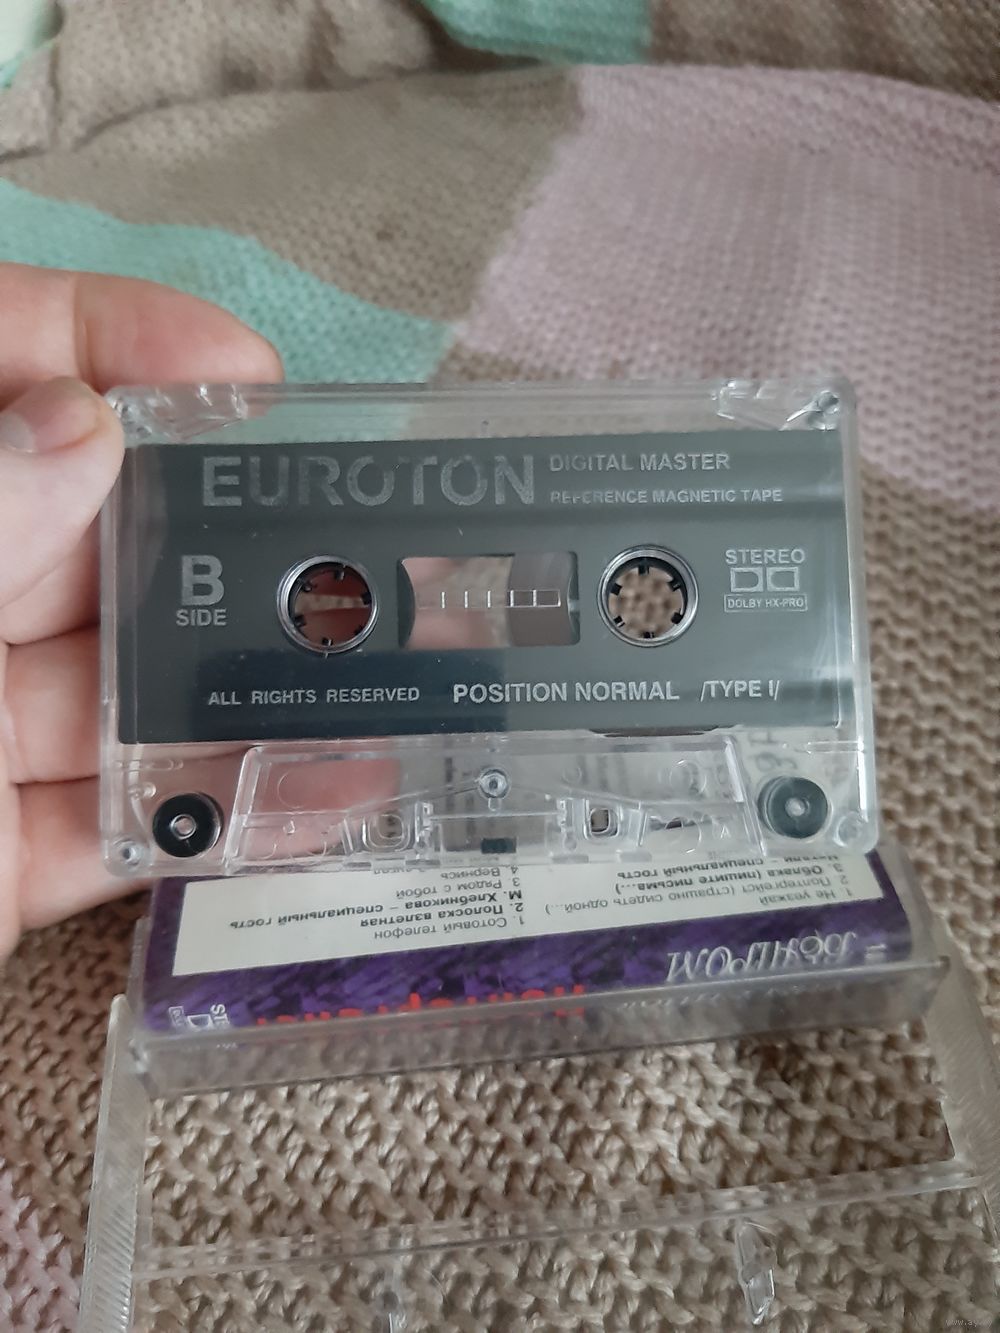 EUROTON
DIGITAL MASTER
REFERENCE MAGNETIC TAPE
B
SIDE
STEREO
DOLBY HX-PRO
ALL RIGHTS RESERVED
POSITION NORMAL /TYPE I/
1. Не уезжай
2. Полтергейст (страшно сидеть одной...)
3. Облака (пишите письма...)
– специальный гость
1. Сотовый телефон
2. Полоска взлетная
М. Хлебникова – специальный гость
3. Рядом с тобой
4. Вернись